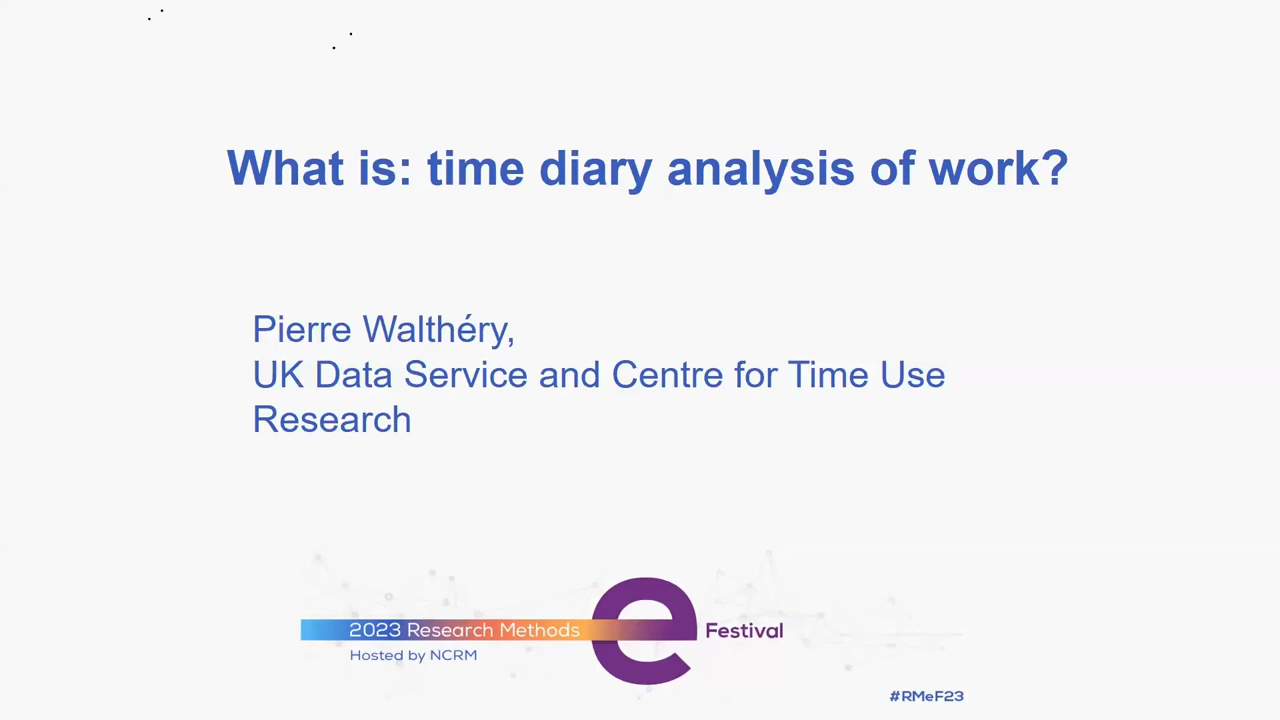 What is: time diary analysis of work?
Pierre Walthéry,
UK Data Service and Centre for Time Use
Research
2023 Research Methods e Festival
Hosted by NCRM
#RMeF23